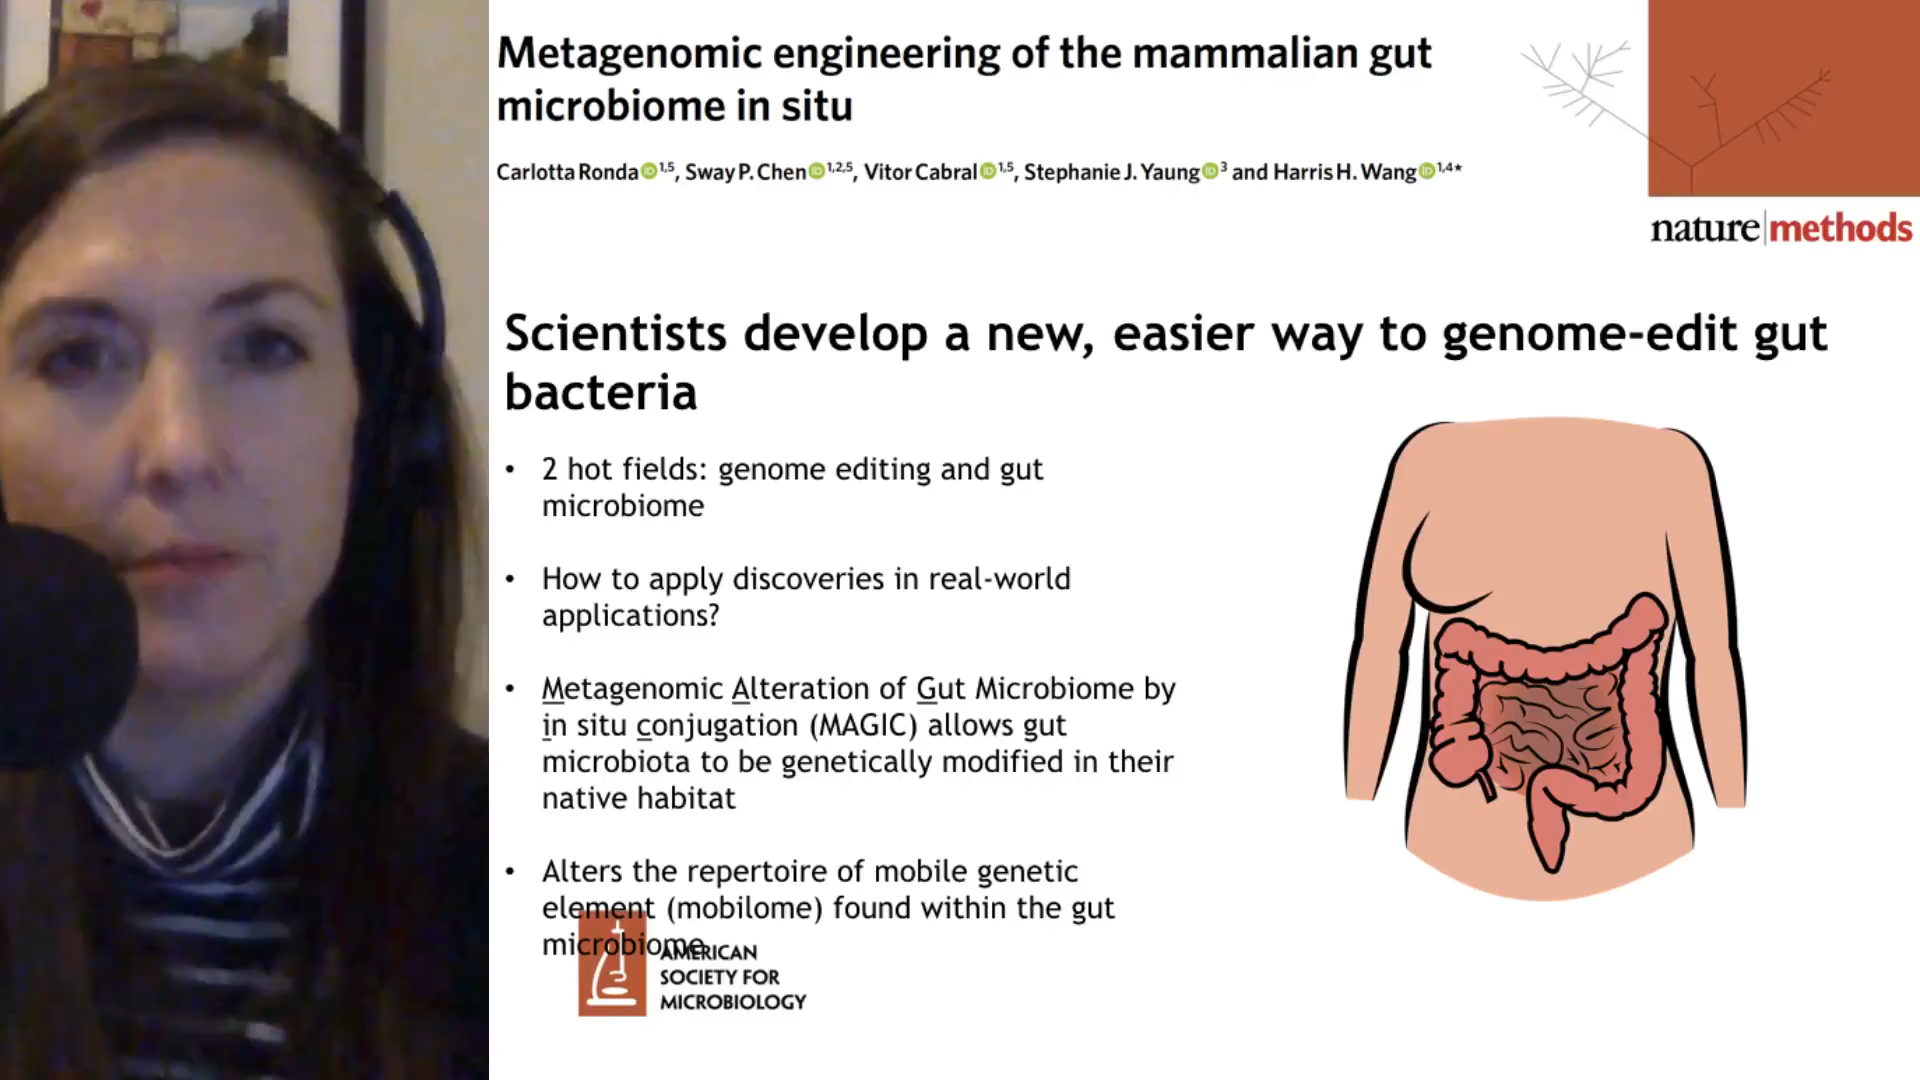 Metagenomic engineering of the mammalian gut
microbiome in situ
Carlotta Ronda 1,5, Sway P. Chen 1,2,5, Vitor Cabral 1,5, Stephanie J. Yaung 3 and Harris H. Wang 1,4*
nature|methods
Scientists develop a new, easier way to genome-edit gut
bacteria
• 2 hot fields: genome editing and gut
microbiome
• How to apply discoveries in real-world
applications?
• Metagenomic Alteration of Gut Microbiome by
in situ conjugation (MAGIC) allows gut
microbiota to be genetically modified in their
native habitat
• Alters the repertoire of mobile genetic
element (mobilome) found within the gut
microbiome
AMERICAN
SOCIETY FOR
MICROBIOLOGY